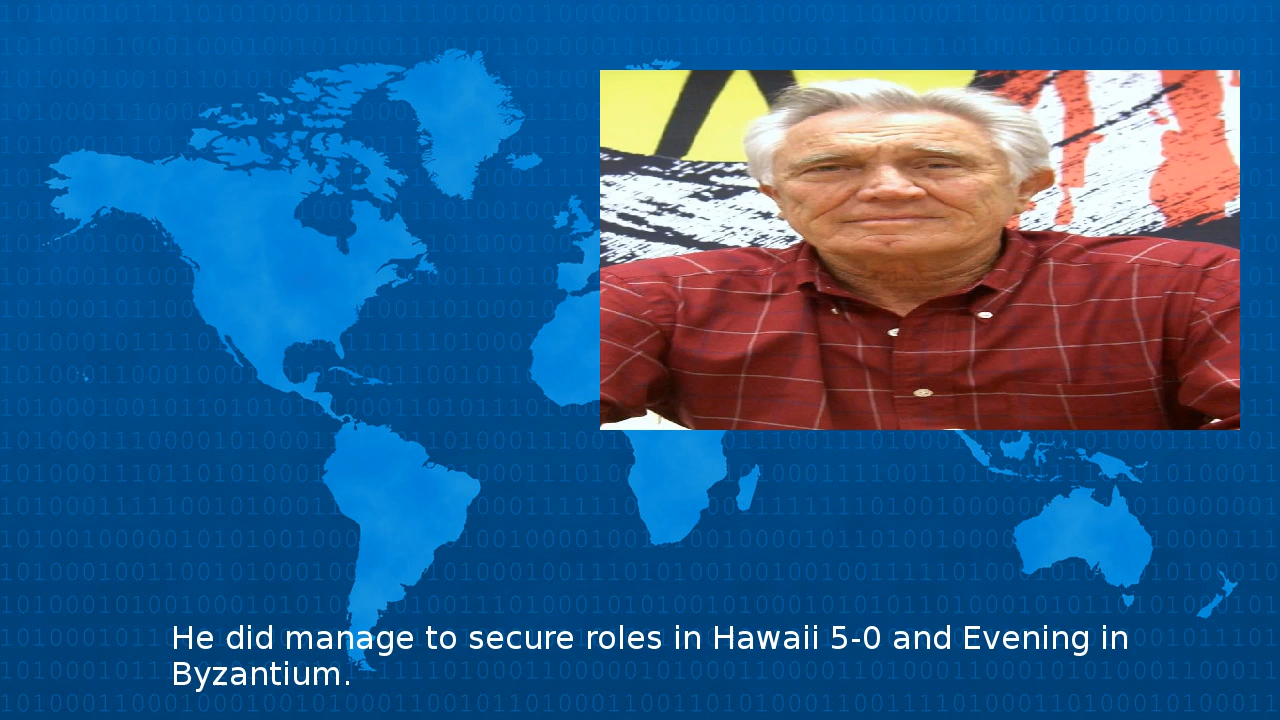 He did manage to secure roles in Hawaii 5-0 and Evening in
Byzantium.